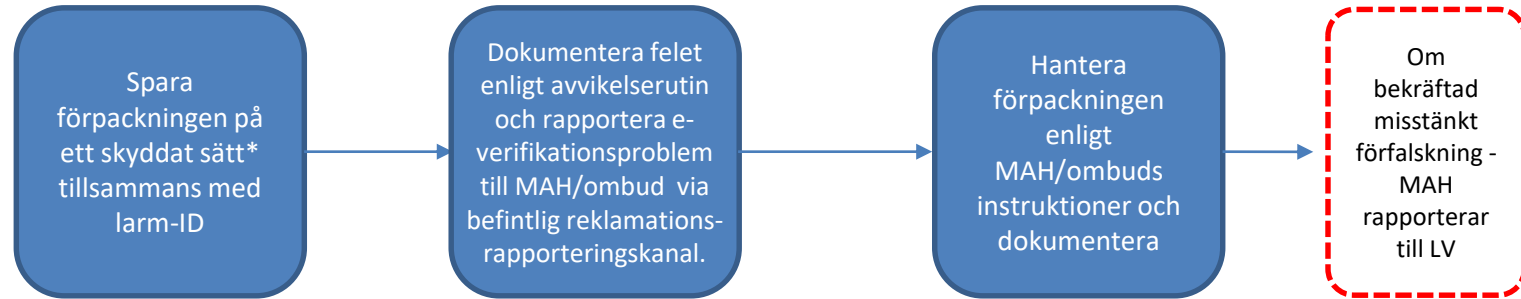 Spara
förpackningen på
ett skyddat sätt*
tillsammans med
larm-ID
Dokumentera felet
enligt avvikelserutin
och rapportera e-
verifikationsproblem
till MAH/ombud via
befintlig reklamations-
rapporteringskanal.
Hantera
förpackningen
enligt
MAH/ombuds
instruktioner och
dokumentera
Om
bekräftad
misstänkt
förfalskning -
MAH
rapporterar
till LV